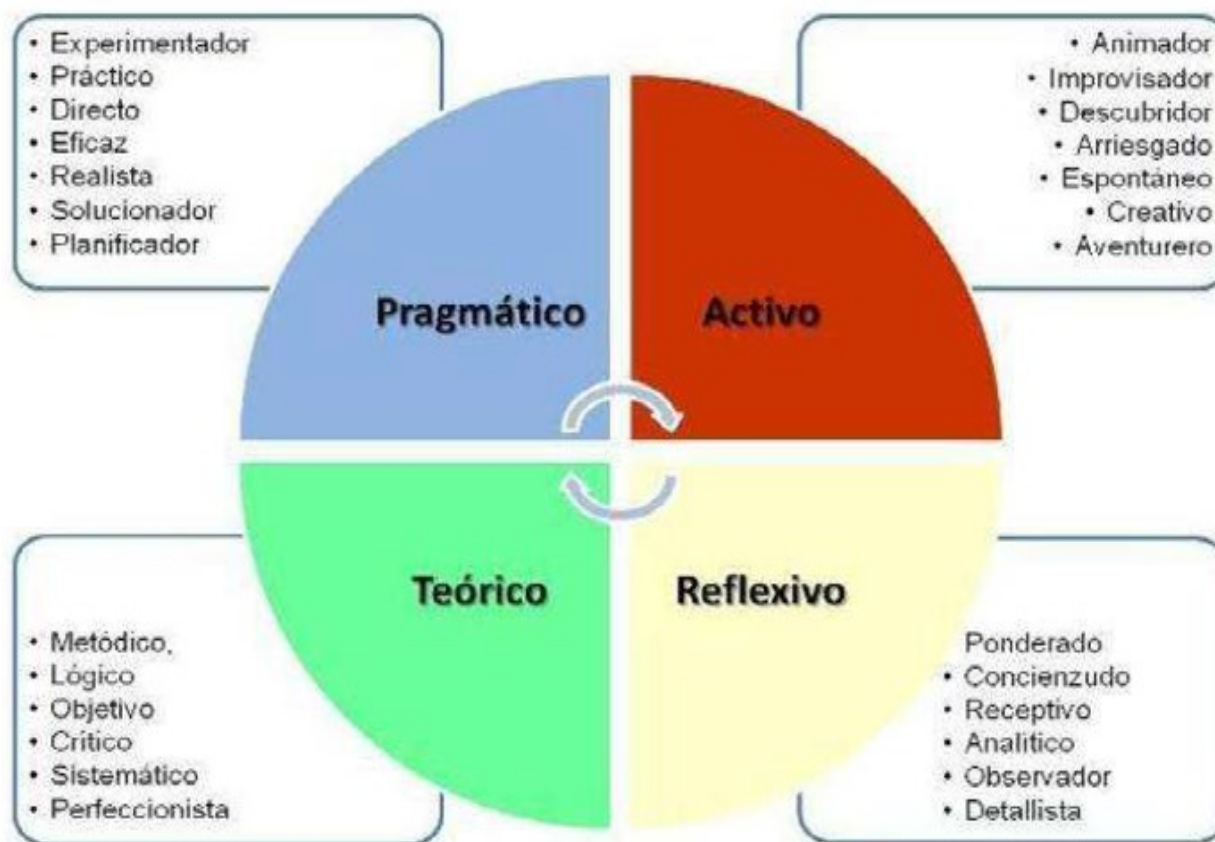 • Experimentador
• Práctico
• Directo
• Eficaz
• Realista
• Solucionador
• Planificador
• Animador
• Improvisador
• Descubridor
• Arriesgado
• Espontáneo
• Creativo
• Aventurero
Pragmático
Activo
Teórico
Reflexivo
• Metódico,
• Lógico
• Objetivo
• Crítico
• Sistemático
• Perfeccionista
Ponderado
• Concienzudo
• Receptivo
• Analítico
• Observador
• Detallista